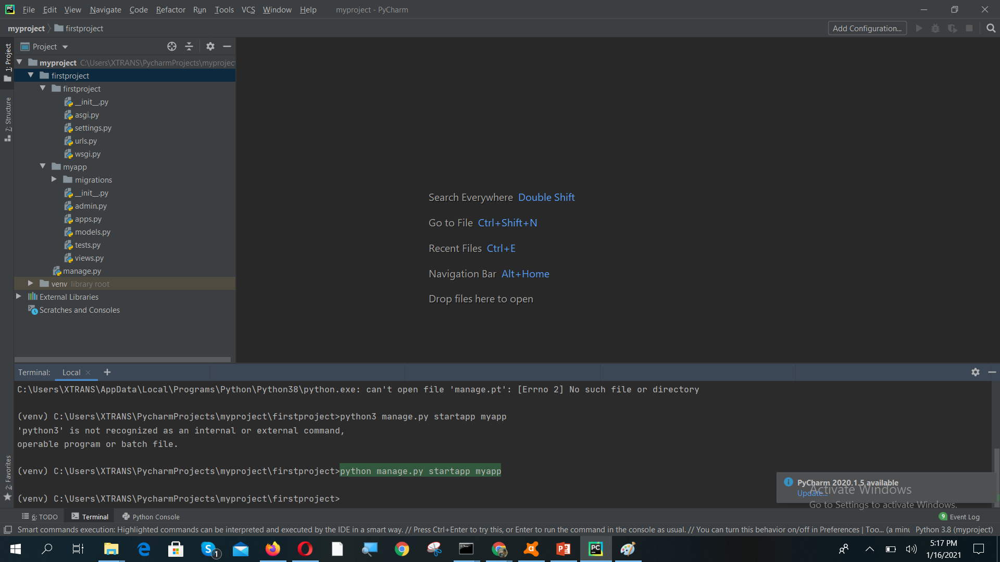 File Edit View Navigate Code Refactor Run Tools VCS Window Help myproject - PyCharm
myproject firstproject Add Configuration...
1: Project
7: Structure
2: Favorites
Project
myproject C:\Users\XTRANS\PycharmProjects\myproject
firstproject
firstproject
__init__.py
asgi.py
settings.py
urls.py
wsgi.py
myapp
migrations
__init__.py
admin.py
apps.py
models.py
tests.py
views.py
manage.py
venv library root
External Libraries
Scratches and Consoles
Search Everywhere Double Shift
Go to File Ctrl+Shift+N
Recent Files Ctrl+E
Navigation Bar Alt+Home
Drop files here to open
Terminal: Local
C:\Users\XTRANS\AppData\Local\Programs\Python\Python38\python.exe: can't open file 'manage.pt': [Errno 2] No such file or directory
(venv) C:\Users\XTRANS\PycharmProjects\myproject\firstproject>python3 manage.py startapp myapp
'python3' is not recognized as an internal or external command,
operable program or batch file.
(venv) C:\Users\XTRANS\PycharmProjects\myproject\firstproject>python manage.py startapp myapp
(venv) C:\Users\XTRANS\PycharmProjects\myproject\firstproject>
PyCharm 2020.1.5 available
Update...
Activate Windows
Go to Settings to activate Windows.
6: TODO Terminal Python Console 9 Event Log
Smart commands execution: Highlighted commands can be interpreted and executed by the IDE in a smart way. // Press Ctrl+Enter to try this, or Enter to run the command in the console as usual. // You can turn this behavior on/off in Preferences | Too... (a minu Python 3.8 (myproject)
1
5:17 PM
1/16/2021